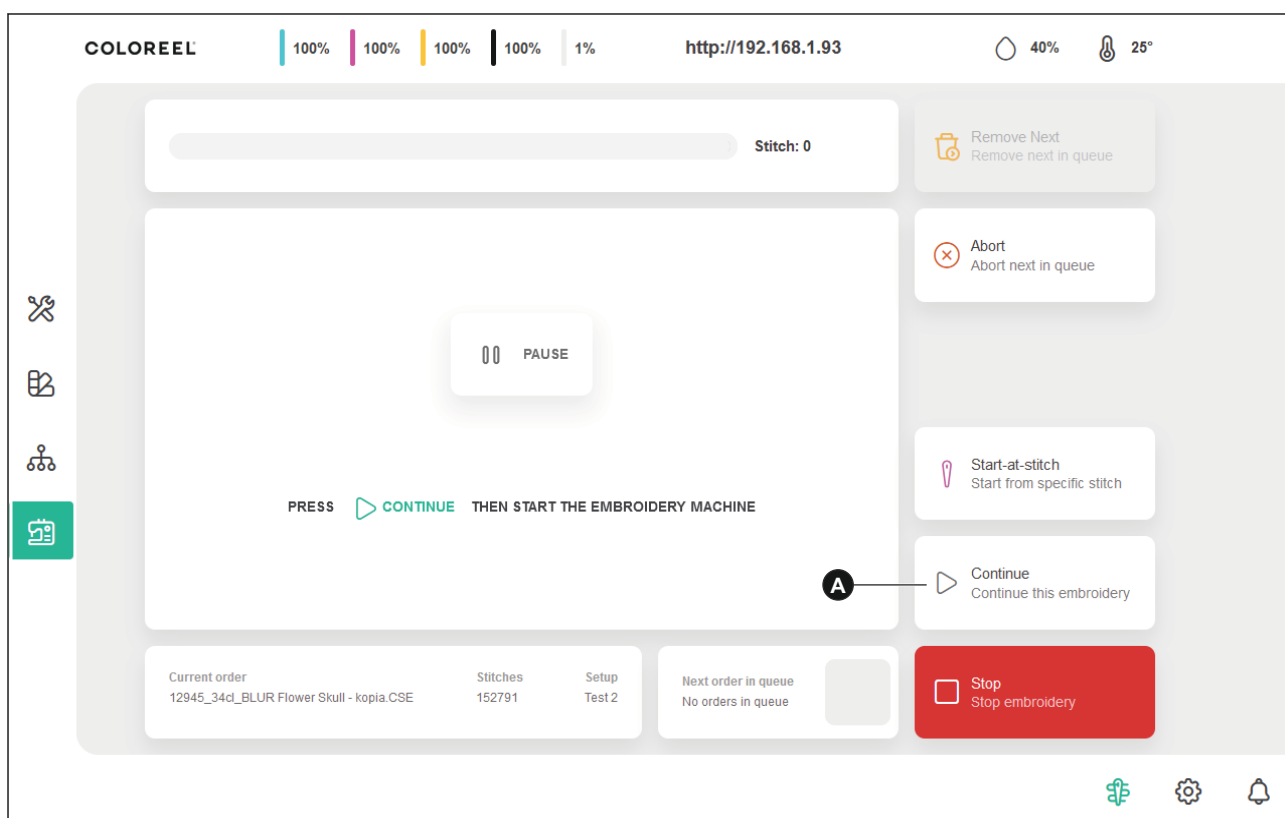 COLOREEL 100% 100% 100% 100% 1% http://192.168.1.93 40% 25°
Stitch: 0
Remove Next
Remove next in queue
Abort
Abort next in queue
PAUSE
Start-at-stitch
Start from specific stitch
PRESS CONTINUE THEN START THE EMBROIDERY MACHINE
A
Continue
Continue this embroidery
Current order Stitches Setup
12945_34cl_BLUR Flower Skull - kopia.CSE 152791 Test 2
Next order in queue
No orders in queue
Stop
Stop embroidery